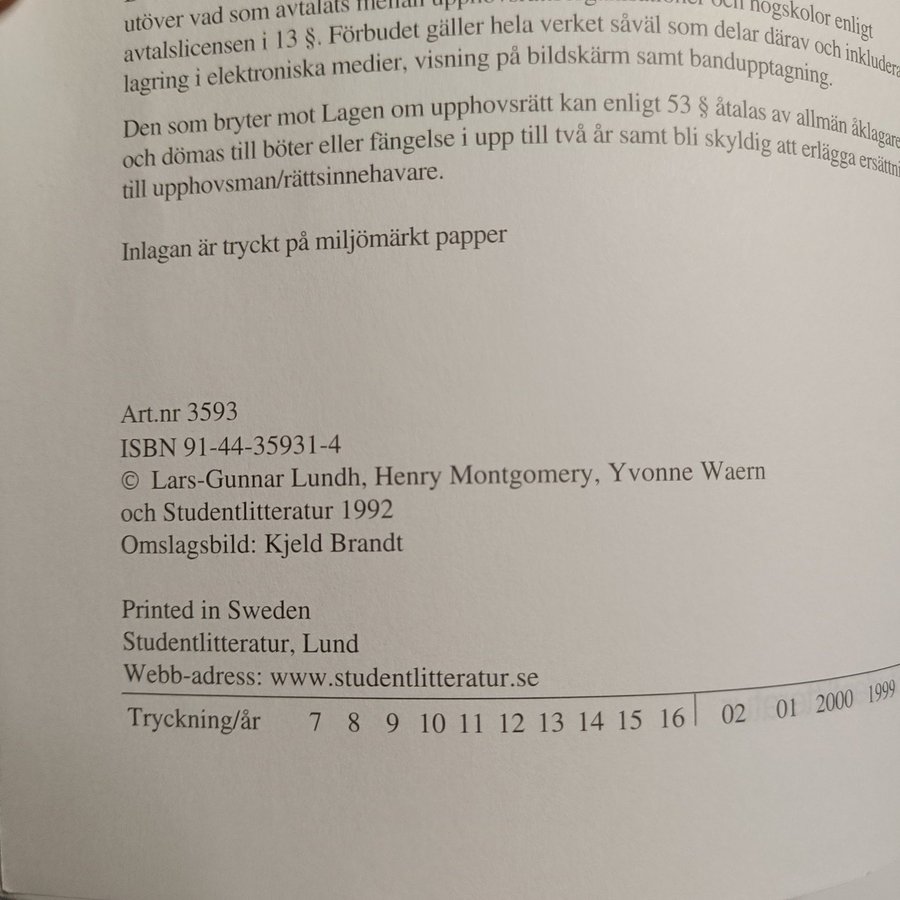 utöver vad som avtalats mellan och högskolor enligt
avtalslicensen i 13 §. Förbudet gäller hela verket såväl som delar därav och inkludera
lagring i elektroniska medier, visning på bildskärm samt bandupptagning.
Den som bryter mot Lagen om upphovsrätt kan enligt 53 § åtalas av allmän åklagare
och dömas till böter eller fängelse i upp till två år samt bli skyldig att erlägga ersättni
till upphovsman/rättsinnehavare.
Inlagan är tryckt på miljömärkt papper
Art.nr 3593
ISBN 91-44-35931-4
© Lars-Gunnar Lundh, Henry Montgomery, Yvonne Waern
och Studentlitteratur 1992
Omslagsbild: Kjeld Brandt
Printed in Sweden
Studentlitteratur, Lund
Webb-adress: www.studentlitteratur.se
Tryckning/år 7 8 9 10 11 12 13 14 15 16 | 02 01 2000 1999